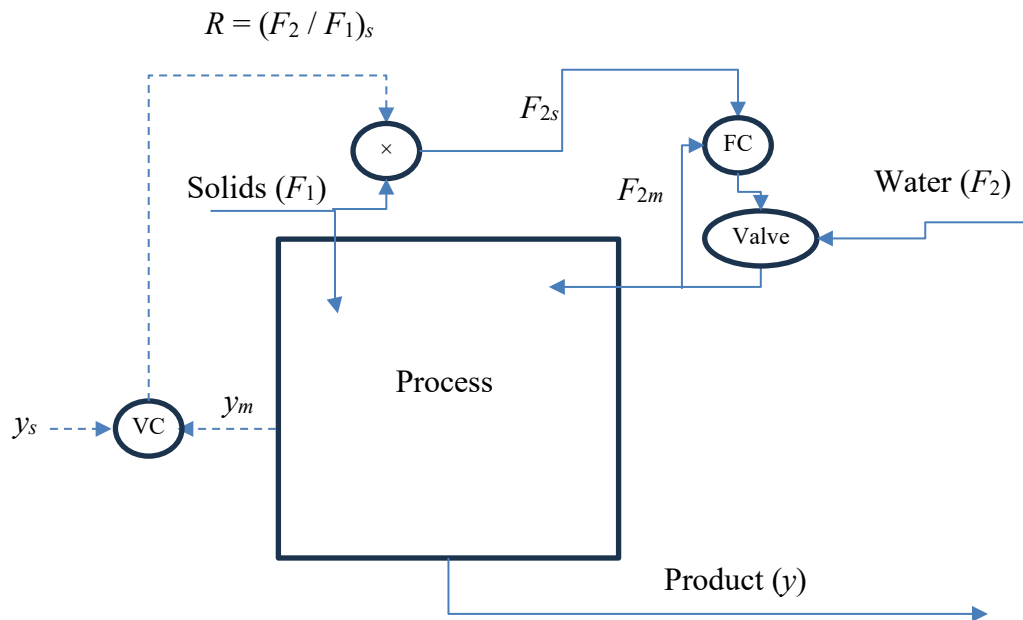 R = (F2 / F1)s
×
F2s
FC
Solids (F1)
F2m
Water (F2)
Valve
Process
ys
VC
ym
Product (y)